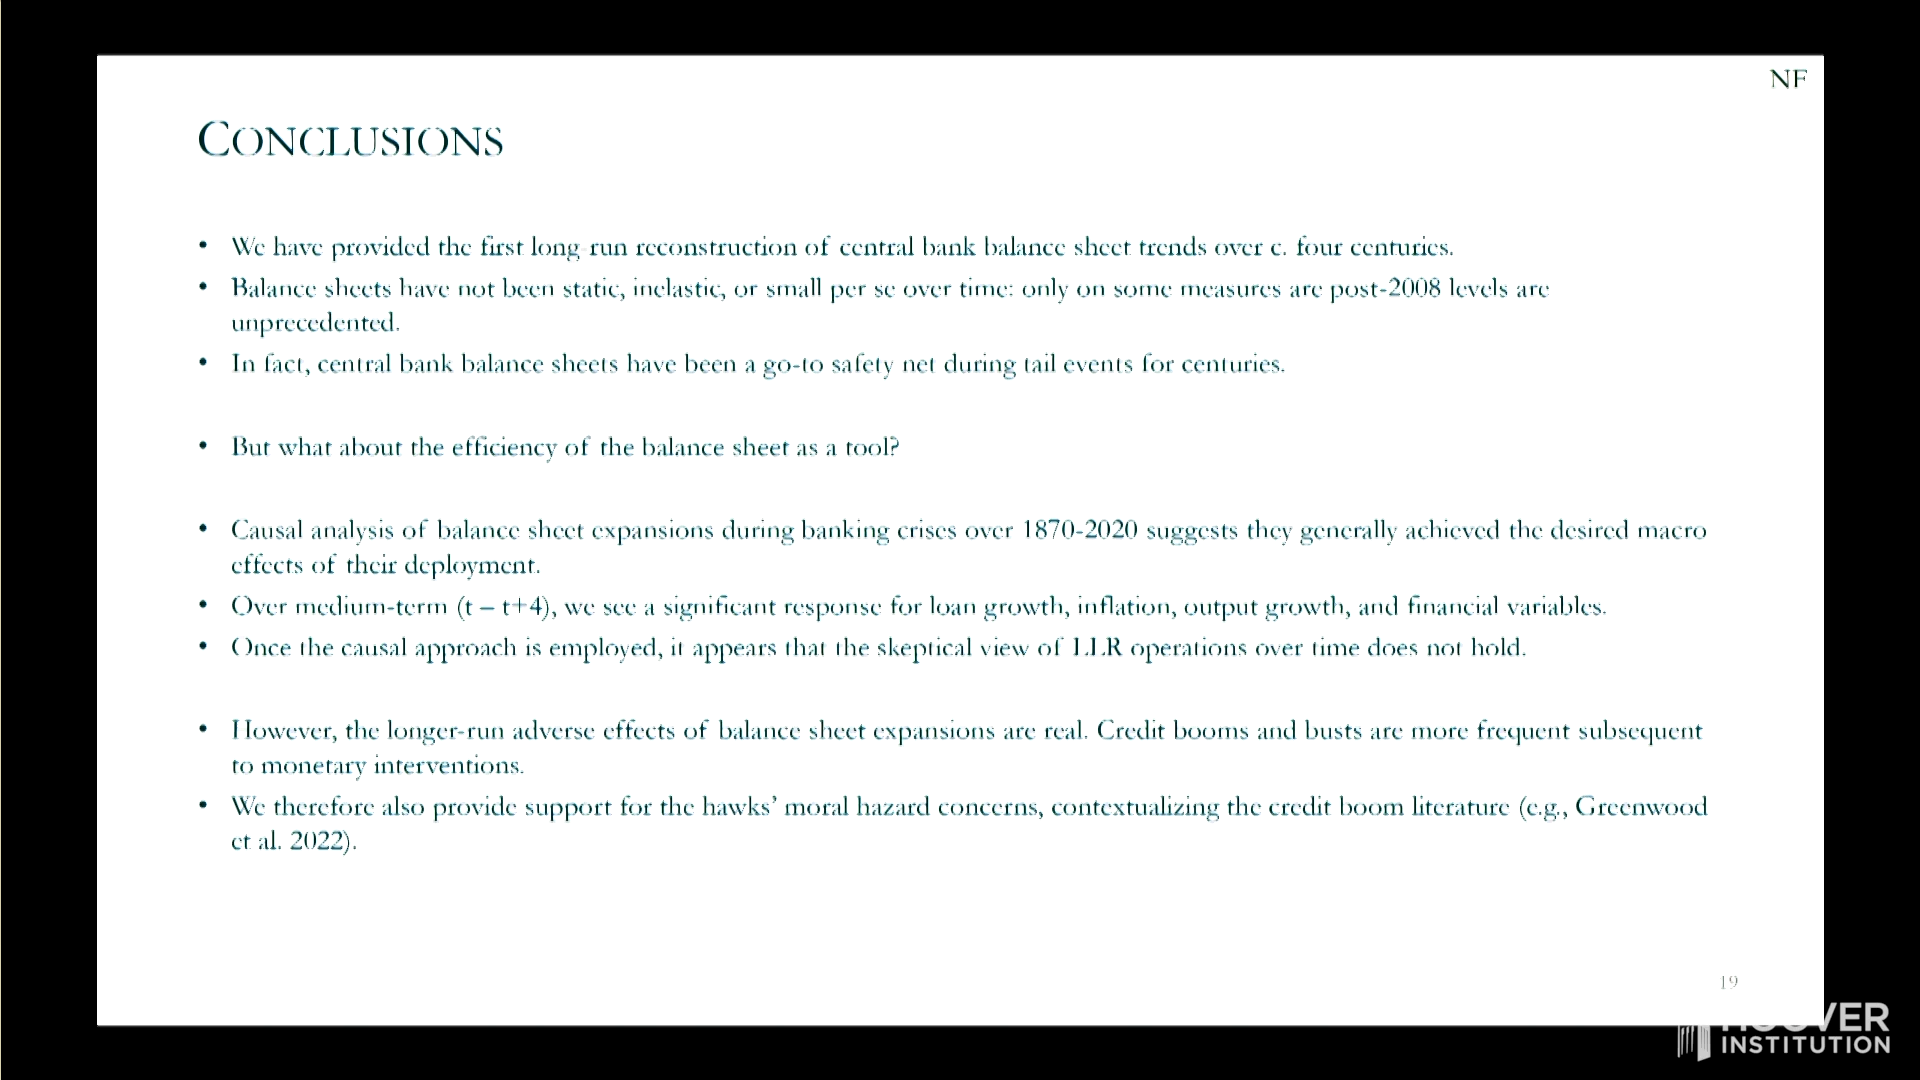 NF
CONCLUSIONS
• We have provided the first long-run reconstruction of central bank balance sheet trends over c. four centuries.
• Balance sheets have not been static, inelastic, or small per se over time: only on some measures are post-2008 levels are
unprecedented.
• In fact, central bank balance sheets have been a go-to safety net during tail events for centuries.
• But what about the efficiency of the balance sheet as a tool?
• Causal analysis of balance sheet expansions during banking crises over 1870-2020 suggests they generally achieved the desired macro
effects of their deployment.
• Over medium-term (t – t+4), we see a significant response for loan growth, inflation, output growth, and financial variables.
• Once the causal approach is employed, it appears that the skeptical view of LLR operations over time does not hold.
• However, the longer-run adverse effects of balance sheet expansions are real. Credit booms and busts are more frequent subsequent
to monetary interventions.
• We therefore also provide support for the hawks’ moral hazard concerns, contextualizing the credit boom literature (e.g., Greenwood
et al. 2022).
19
HOOVER
INSTITUTION